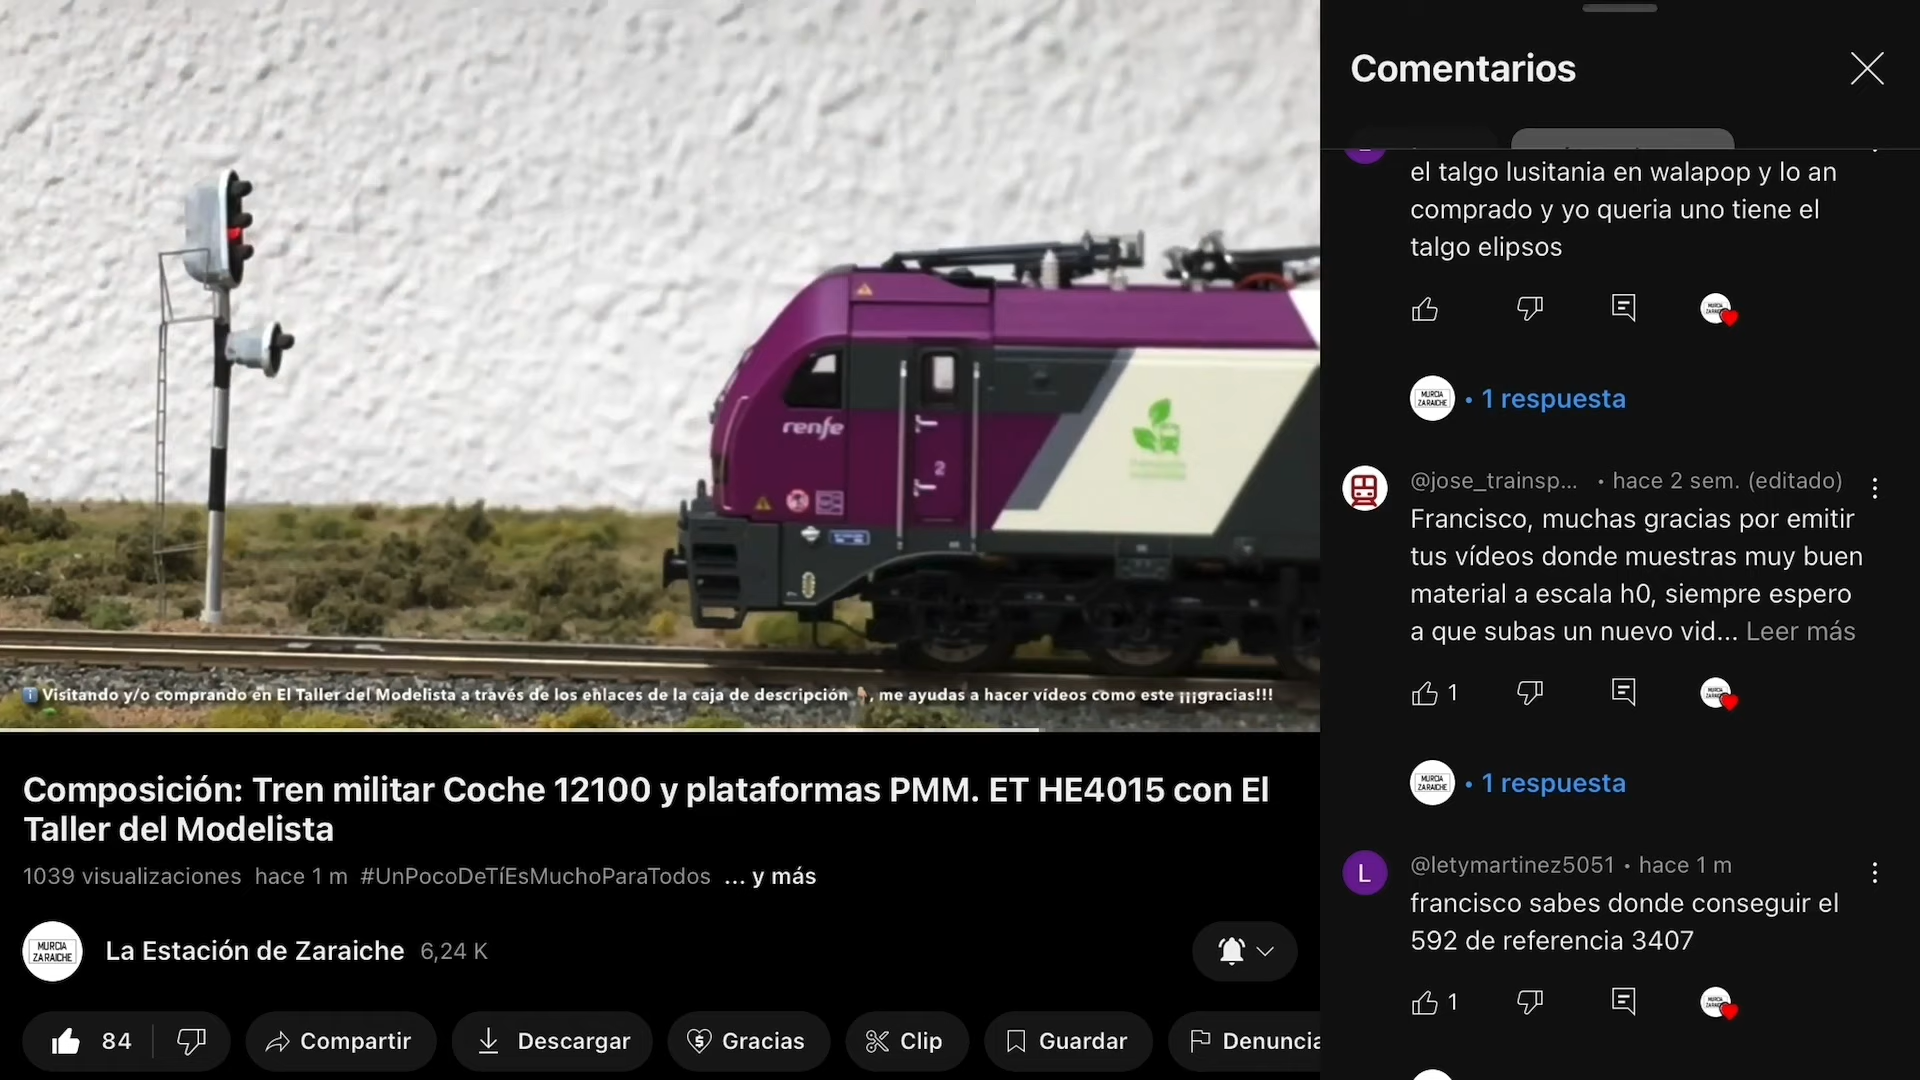 renfe
2
ℹ️ Visitando y/o comprando en El Taller del Modelista a través de los enlaces de la caja de descripción 👇🏼, me ayudas a hacer vídeos como este ¡¡¡gracias!!!
Composición: Tren militar Coche 12100 y plataformas PMM. ET HE4015 con El
Taller del Modelista
1039 visualizaciones hace 1 m #UnPocoDeTíEsMuchoParaTodos ... y más
MURCIA
ZARAICHE
La Estación de Zaraiche 6,24 K
84
Compartir
Descargar
Gracias
Clip
Guardar
Denuncia
Comentarios
el talgo lusitania en walapop y lo an
comprado y yo queria uno tiene el
talgo elipsos
MURCIA
ZARAICHE
• 1 respuesta
@jose_trainsp... • hace 2 sem. (editado)
Francisco, muchas gracias por emitir
tus vídeos donde muestras muy buen
material a escala h0, siempre espero
a que subas un nuevo vid... Leer más
1
MURCIA
ZARAICHE
• 1 respuesta
L
@letymartinez5051 • hace 1 m
francisco sabes donde conseguir el
592 de referencia 3407
1